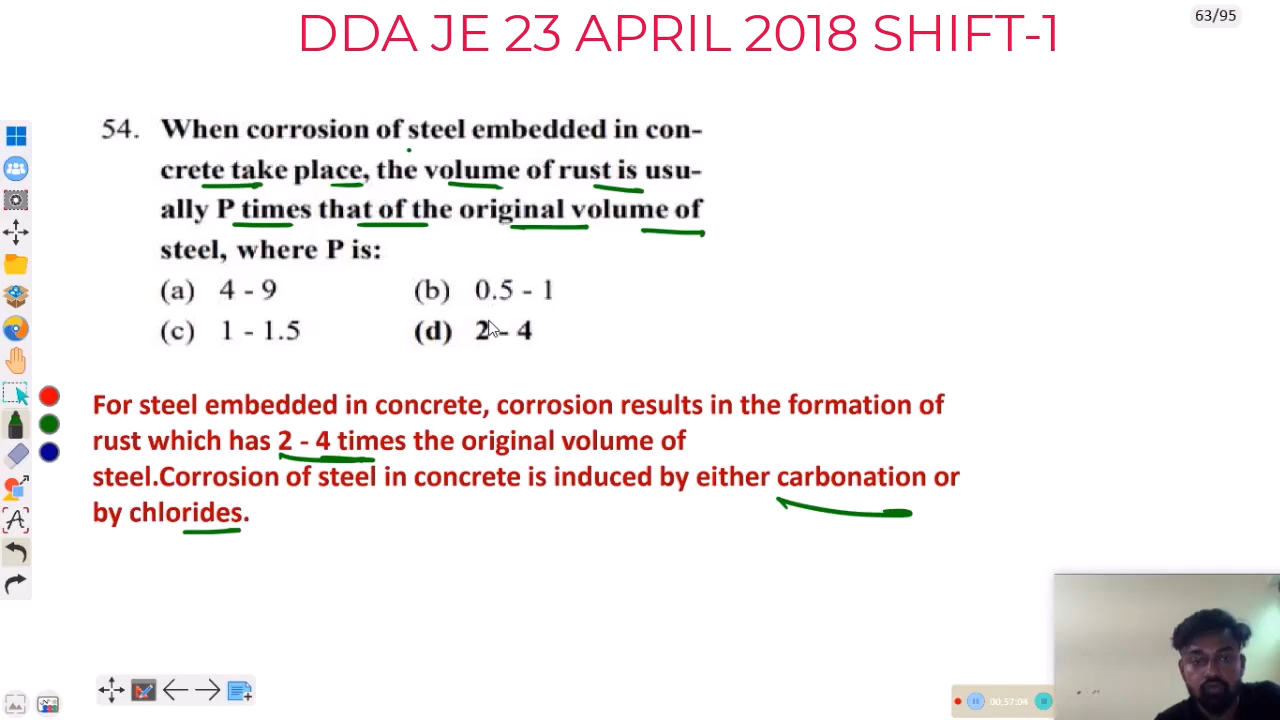 DDA JE 23 APRIL 2018 SHIFT-1
63/95
54. When corrosion of steel embedded in con-
crete take place, the volume of rust is usu-
ally P times that of the original volume of
steel, where P is:
(a) 4 - 9 (b) 0.5 - 1
(c) 1 - 1.5 (d) 2 - 4
For steel embedded in concrete, corrosion results in the formation of
rust which has 2 - 4 times the original volume of
steel.Corrosion of steel in concrete is induced by either carbonation or
by chlorides.
00:57:04